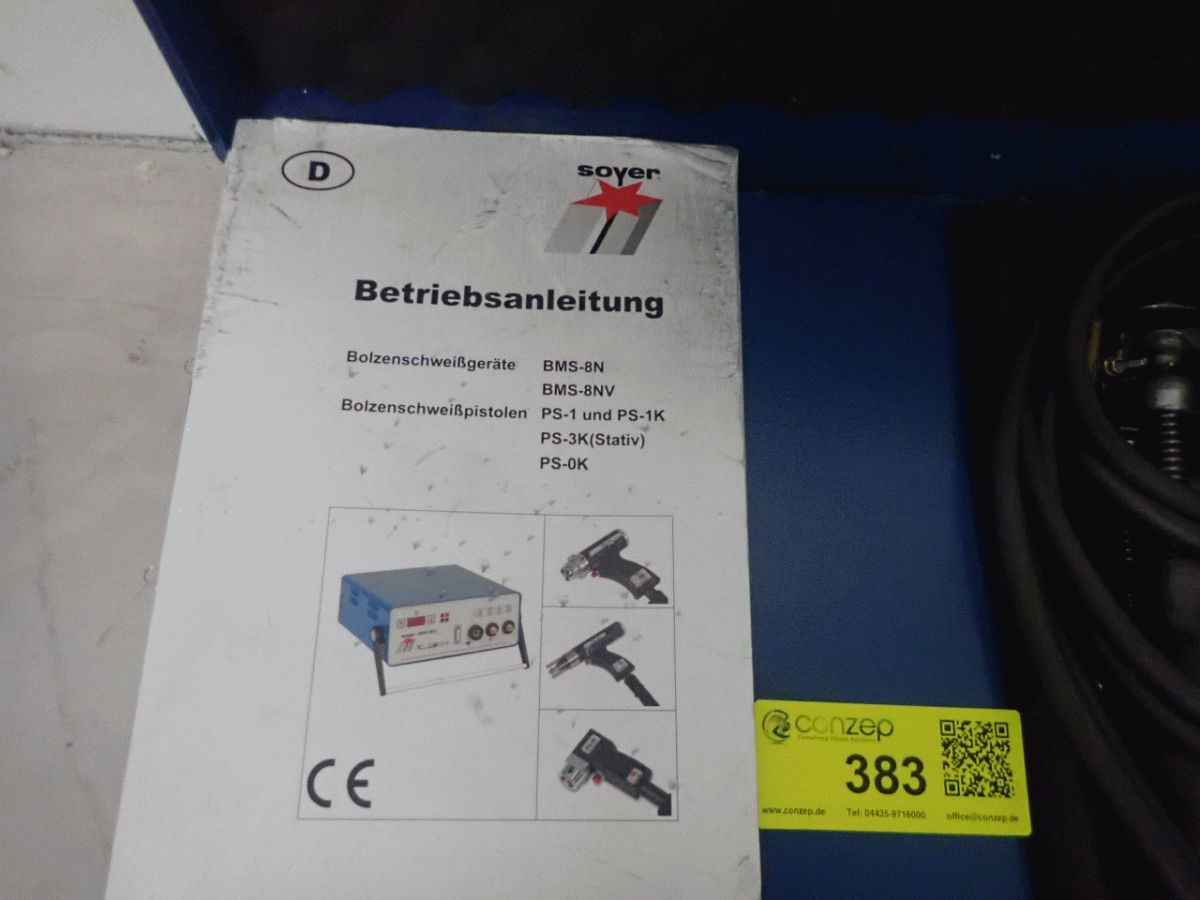 D
soyer
Betriebsanleitung
Bolzenschweißgeräte BMS-8N
BMS-8NV
Bolzenschweißpistolen PS-1 und PS-1K
PS-3K(Stativ)
PS-0K
CE
conzep
383
www.conzep.de Tel: 04435-9716000 office@conzep.de